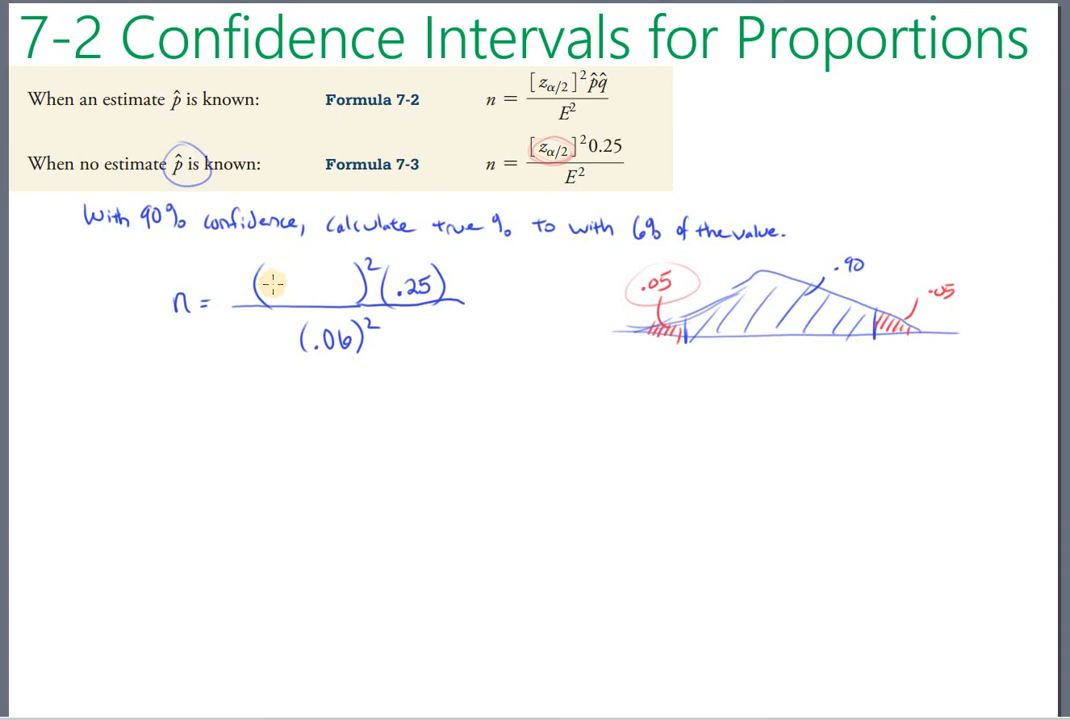 7-2 Confidence Intervals for Proportions
When an estimate p̂ is known: Formula 7-2 n = [z_{α/2}]² p̂q̂ / E²
When no estimate p̂ is known: Formula 7-3 n = [z_{α/2}]² 0.25 / E²
With 90% confidence, calculate true % to with 6% of the value.
n = ( )² (.25) / (.06)²
.05 .90 .05